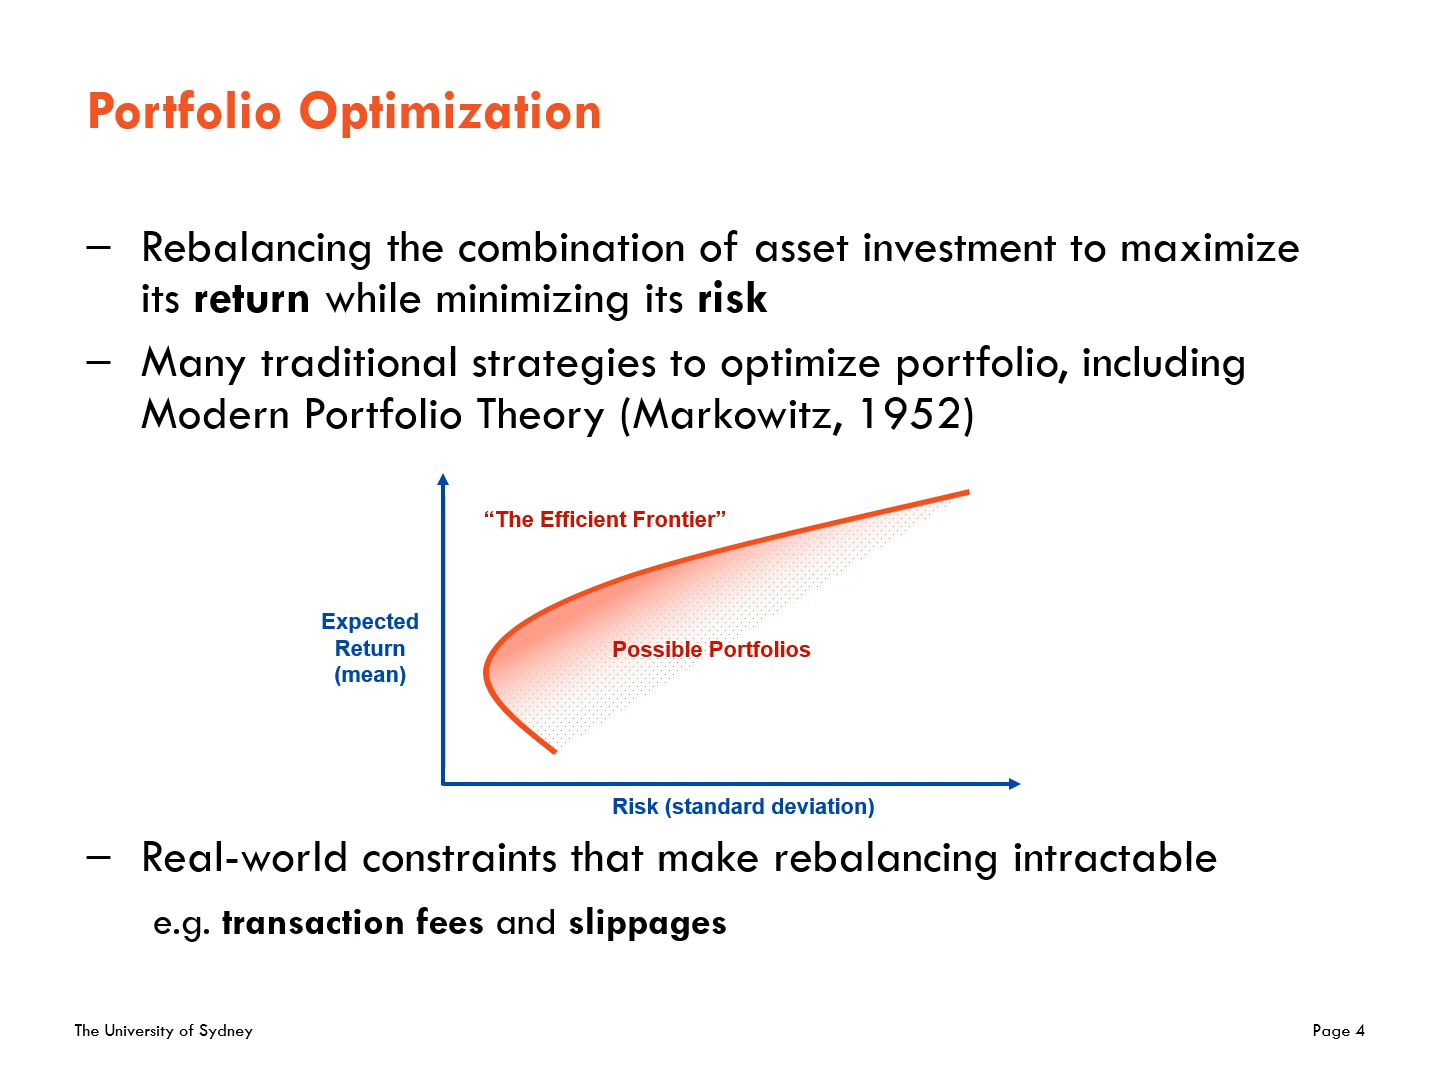 Portfolio Optimization
– Rebalancing the combination of asset investment to maximize
its return while minimizing its risk
– Many traditional strategies to optimize portfolio, including
Modern Portfolio Theory (Markowitz, 1952)
“The Efficient Frontier”
Expected
Return
(mean)
Possible Portfolios
Risk (standard deviation)
– Real-world constraints that make rebalancing intractable
e.g. transaction fees and slippages
The University of Sydney
Page 4